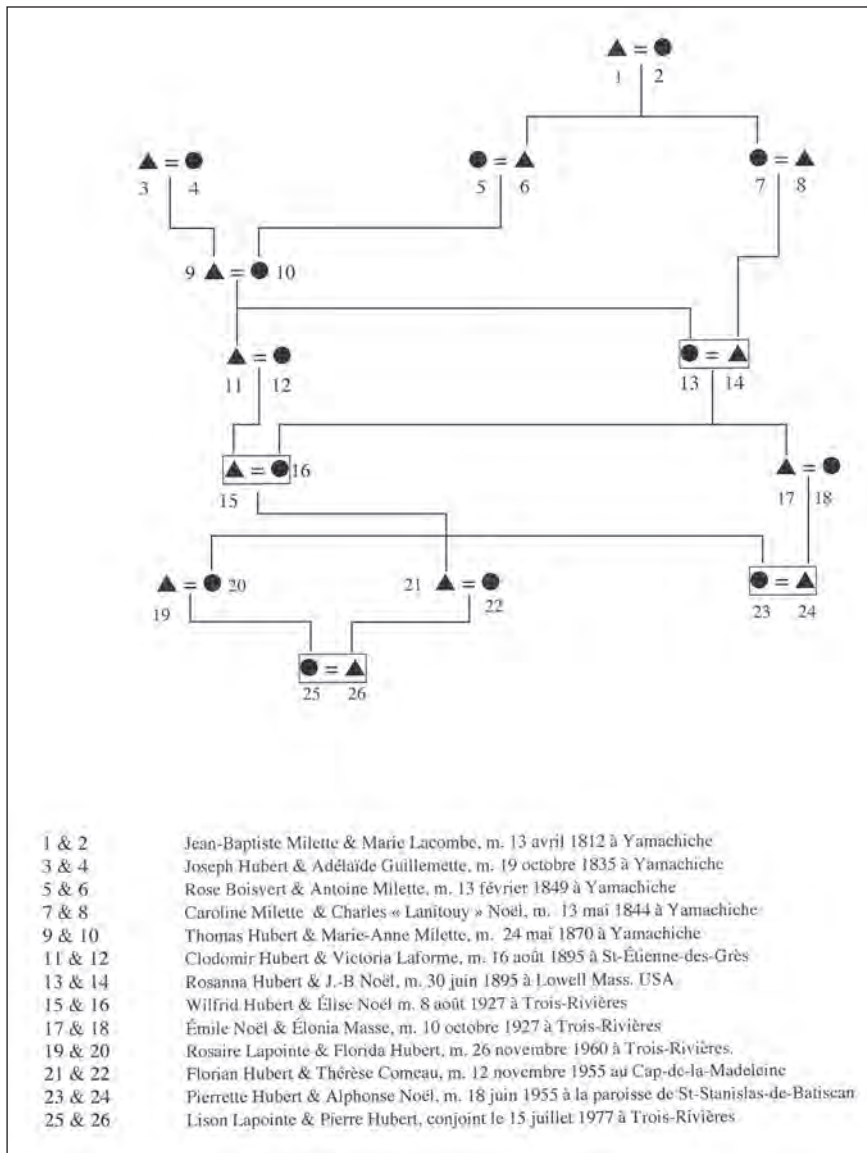 1 2
3 4 5 6 7 8
9 10
11 12 13 14
15 16 17 18
19 20 21 22 23 24
25 26
1 & 2 Jean-Baptiste Milette & Marie Lacombe, m. 13 avril 1812 à Yamachiche
3 & 4 Joseph Hubert & Adélaïde Guillemette, m. 19 octobre 1835 à Yamachiche
5 & 6 Rose Boisvert & Antoine Milette, m. 13 février 1849 à Yamachiche
7 & 8 Caroline Milette & Charles « Lanitouy » Noël, m. 13 mai 1844 à Yamachiche
9 & 10 Thomas Hubert & Marie-Anne Milette, m. 24 mai 1870 à Yamachiche
11 & 12 Clodomir Hubert & Victoria Laforme, m. 16 août 1895 à St-Étienne-des-Grès
13 & 14 Rosanna Hubert & J.-B Noël, m. 30 juin 1895 à Lowell Mass. USA
15 & 16 Wilfrid Hubert & Élise Noël m. 8 août 1927 à Trois-Rivières
17 & 18 Émile Noël & Élonia Masse, m. 10 octobre 1927 à Trois-Rivières
19 & 20 Rosaire Lapointe & Florida Hubert, m. 26 novembre 1960 à Trois-Rivières.
21 & 22 Florian Hubert & Thérèse Comeau, m. 12 novembre 1955 au Cap-de-la-Madeleine
23 & 24 Pierrette Hubert & Alphonse Noël, m. 18 juin 1955 à la paroisse de St-Stanislas-de-Batiscan
25 & 26 Lison Lapointe & Pierre Hubert, conjoint le 15 juillet 1977 à Trois-Rivières